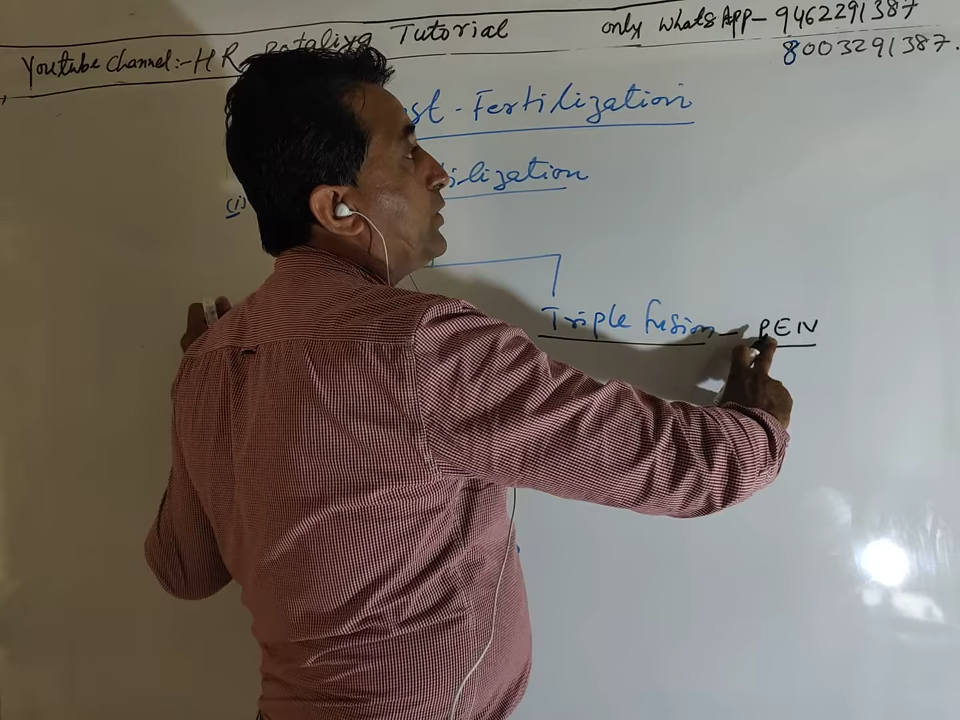 Youtube Channel:- H R Pataliya Tutorial only WhatsApp- 9462291387
8003291387.
st - Fertilization
ilization
(i)
Triple fusion - PEN